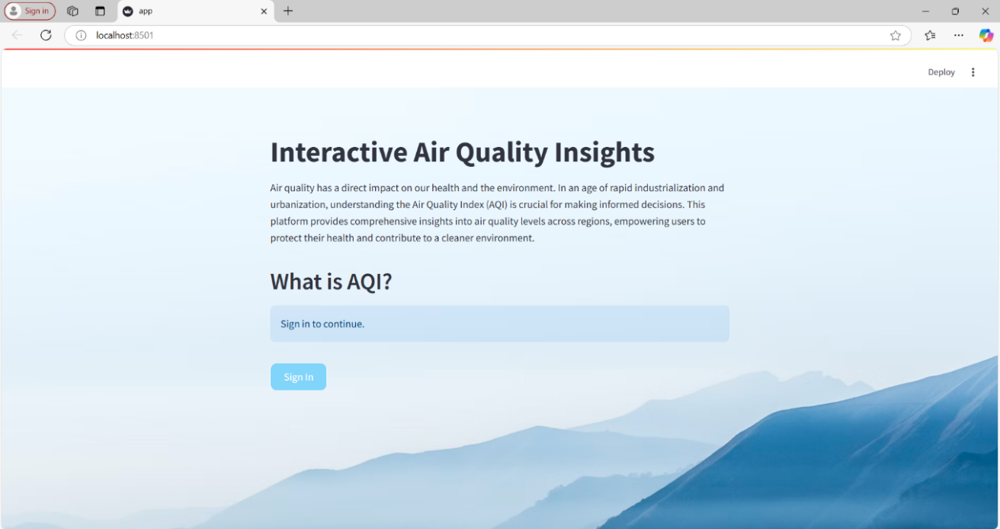 Sign in
app
localhost:8501
Deploy
Interactive Air Quality Insights
Air quality has a direct impact on our health and the environment. In an age of rapid industrialization and
urbanization, understanding the Air Quality Index (AQI) is crucial for making informed decisions. This
platform provides comprehensive insights into air quality levels across regions, empowering users to
protect their health and contribute to a cleaner environment.
What is AQI?
Sign in to continue.
Sign In